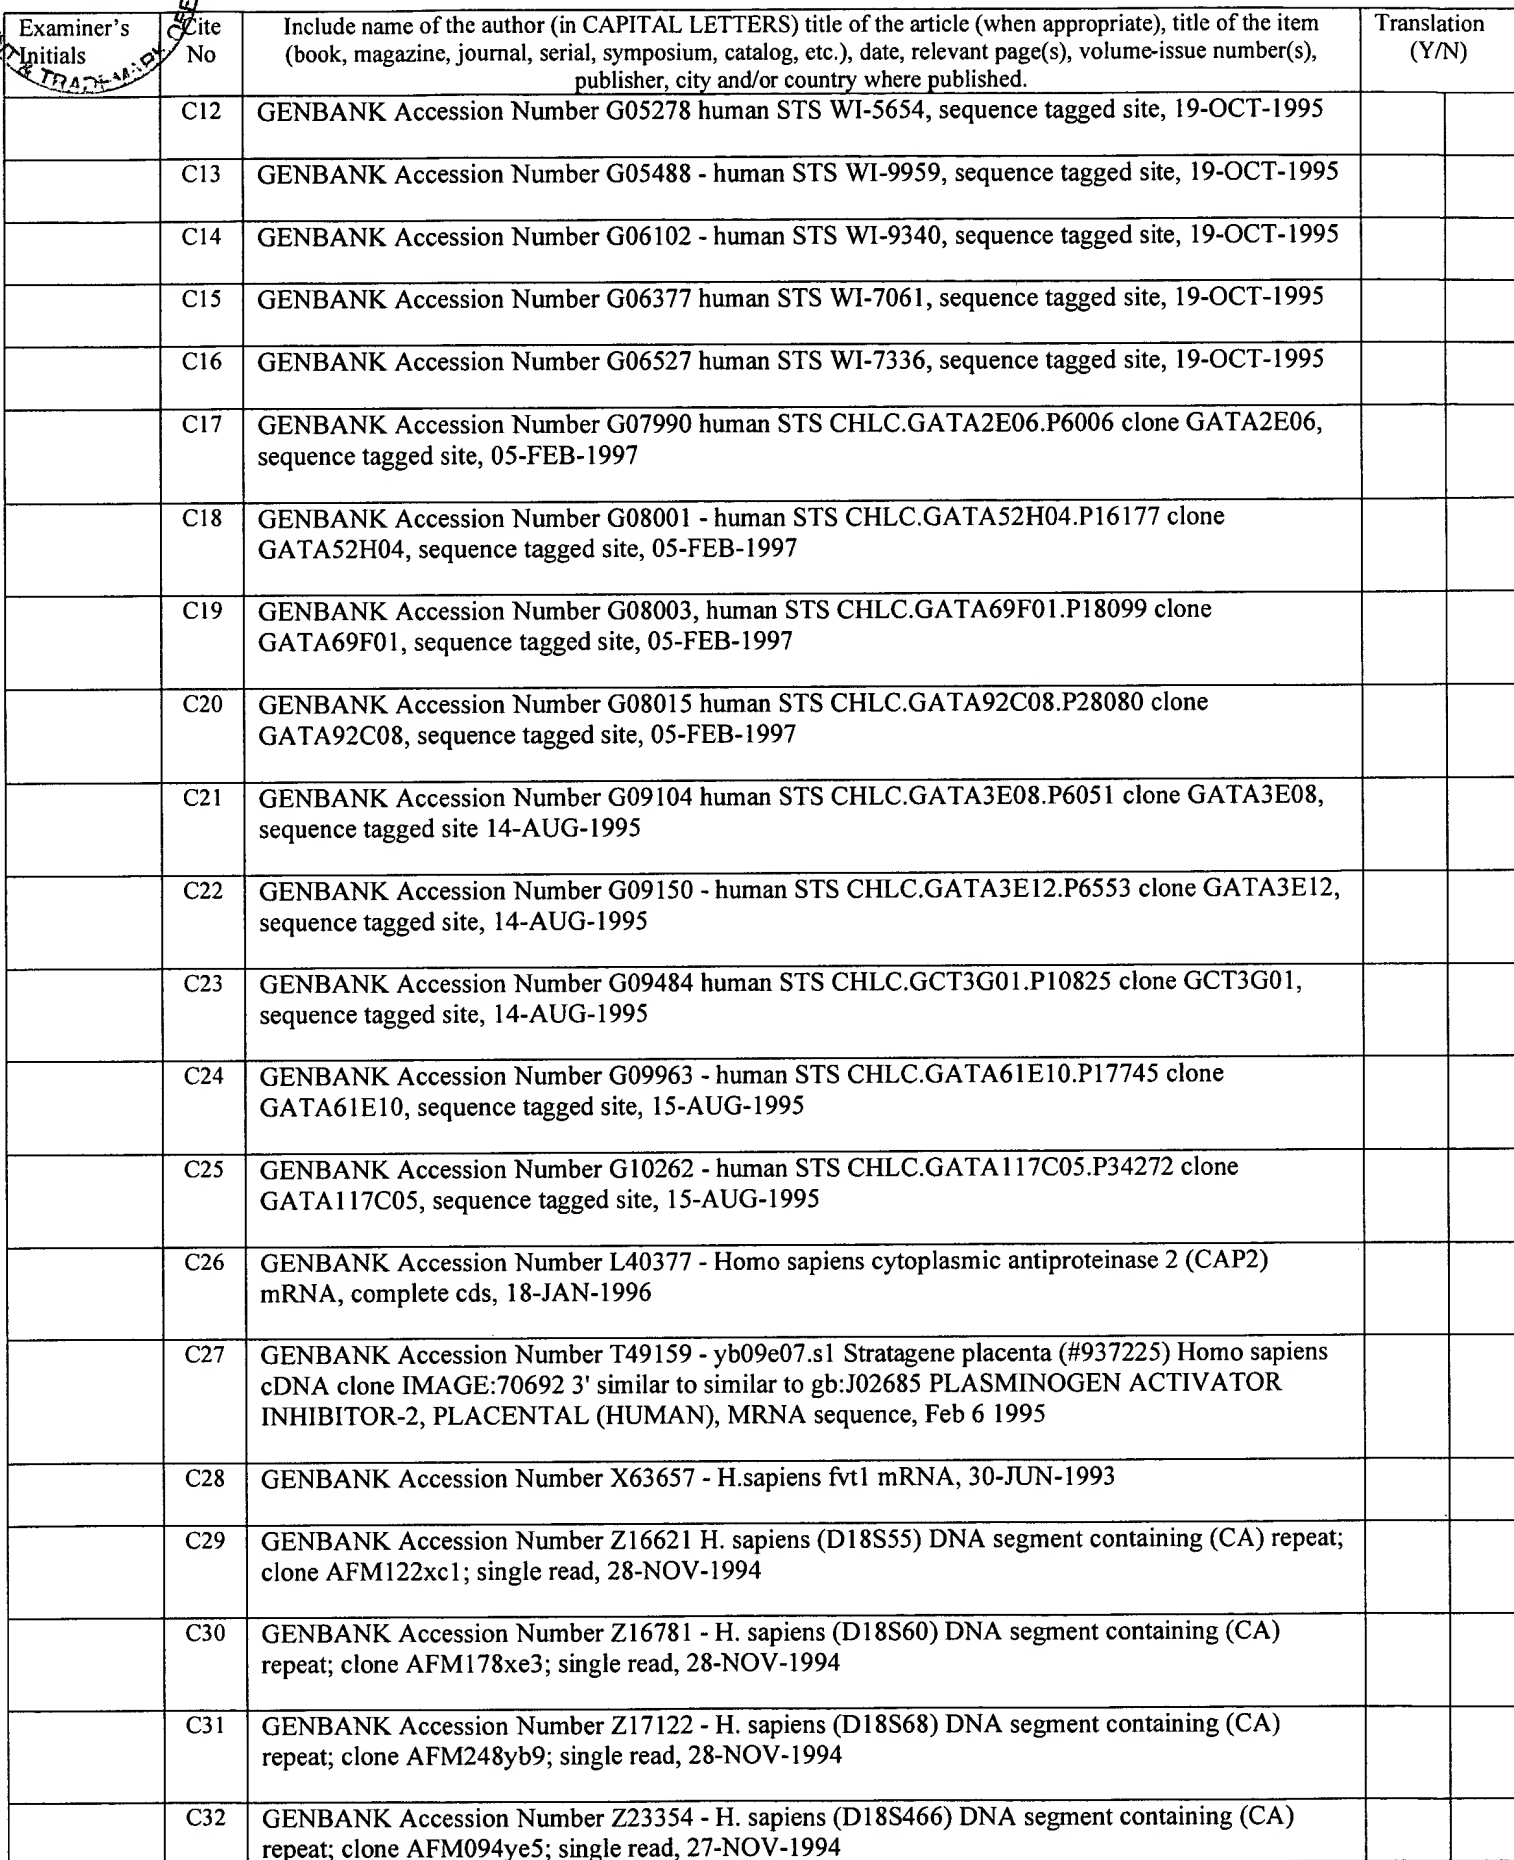 Examiner's
Initials
Cite
No
Include name of the author (in CAPITAL LETTERS) title of the article (when appropriate), title of the item
(book, magazine, journal, serial, symposium, catalog, etc.), date, relevant page(s), volume-issue number(s),
publisher, city and/or country where published.
Translation
(Y/N)
& TRADEMARK
C12 GENBANK Accession Number G05278 human STS WI-5654, sequence tagged site, 19-OCT-1995
C13 GENBANK Accession Number G05488 - human STS WI-9959, sequence tagged site, 19-OCT-1995
C14 GENBANK Accession Number G06102 - human STS WI-9340, sequence tagged site, 19-OCT-1995
C15 GENBANK Accession Number G06377 human STS WI-7061, sequence tagged site, 19-OCT-1995
C16 GENBANK Accession Number G06527 human STS WI-7336, sequence tagged site, 19-OCT-1995
C17 GENBANK Accession Number G07990 human STS CHLC.GATA2E06.P6006 clone GATA2E06,
sequence tagged site, 05-FEB-1997
C18 GENBANK Accession Number G08001 - human STS CHLC.GATA52H04.P16177 clone
GATA52H04, sequence tagged site, 05-FEB-1997
C19 GENBANK Accession Number G08003, human STS CHLC.GATA69F01.P18099 clone
GATA69F01, sequence tagged site, 05-FEB-1997
C20 GENBANK Accession Number G08015 human STS CHLC.GATA92C08.P28080 clone
GATA92C08, sequence tagged site, 05-FEB-1997
C21 GENBANK Accession Number G09104 human STS CHLC.GATA3E08.P6051 clone GATA3E08,
sequence tagged site 14-AUG-1995
C22 GENBANK Accession Number G09150 - human STS CHLC.GATA3E12.P6553 clone GATA3E12,
sequence tagged site, 14-AUG-1995
C23 GENBANK Accession Number G09484 human STS CHLC.GCT3G01.P10825 clone GCT3G01,
sequence tagged site, 14-AUG-1995
C24 GENBANK Accession Number G09963 - human STS CHLC.GATA61E10.P17745 clone
GATA61E10, sequence tagged site, 15-AUG-1995
C25 GENBANK Accession Number G10262 - human STS CHLC.GATA117C05.P34272 clone
GATA117C05, sequence tagged site, 15-AUG-1995
C26 GENBANK Accession Number L40377 - Homo sapiens cytoplasmic antiproteinase 2 (CAP2)
mRNA, complete cds, 18-JAN-1996
C27 GENBANK Accession Number T49159 - yb09e07.s1 Stratagene placenta (#937225) Homo sapiens
cDNA clone IMAGE:70692 3' similar to similar to gb:J02685 PLASMINOGEN ACTIVATOR
INHIBITOR-2, PLACENTAL (HUMAN), MRNA sequence, Feb 6 1995
C28 GENBANK Accession Number X63657 - H.sapiens fvt1 mRNA, 30-JUN-1993
C29 GENBANK Accession Number Z16621 H. sapiens (D18S55) DNA segment containing (CA) repeat;
clone AFM122xc1; single read, 28-NOV-1994
C30 GENBANK Accession Number Z16781 - H. sapiens (D18S60) DNA segment containing (CA)
repeat; clone AFM178xe3; single read, 28-NOV-1994
C31 GENBANK Accession Number Z17122 - H. sapiens (D18S68) DNA segment containing (CA)
repeat; clone AFM248yb9; single read, 28-NOV-1994
C32 GENBANK Accession Number Z23354 - H. sapiens (D18S466) DNA segment containing (CA)
repeat; clone AFM094ye5; single read, 27-NOV-1994